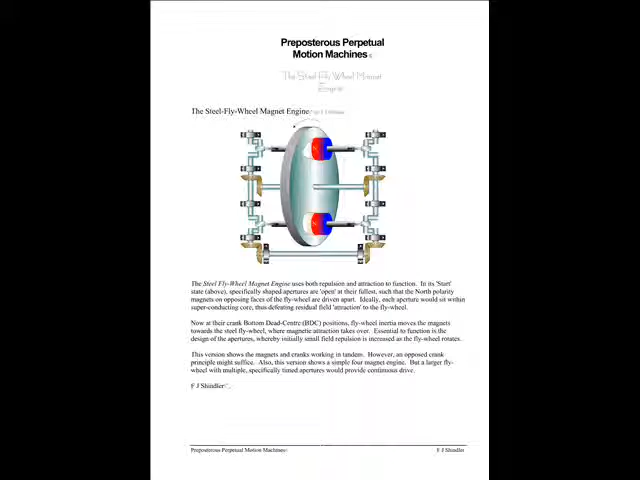 Preposterous Perpetual
Motion Machines©
The Steel Fly Wheel Magnet
Engine
The Steel-Fly-Wheel Magnet Engine
The Steel Fly-Wheel Magnet Engine uses both repulsion and attraction to function. In its 'Start'
state (above), specifically shaped apertures are 'open' at their fullest, such that the North polarity
magnets on opposing faces of the fly-wheel are driven apart. Ideally, each aperture would sit within
super-conducting core, thus defeating residual field 'attraction' to the fly-wheel.
Now at their crank Bottom Dead-Centre (BDC) positions, fly-wheel inertia moves the magnets
towards the steel fly-wheel, where magnetic attraction takes over. Essential to function is the
design of the apertures, whereby initially small field repulsion is increased as the fly-wheel rotates.
This version shows the magnets and cranks working in tandem. However, an opposed crank
principle might suffice. Also, this version shows a simple four magnet engine. But a larger fly-
wheel with multiple, specifically timed apertures would provide continuous drive.
F J Shindler©.
Preposterous Perpetual Motion Machines© F J Shindler